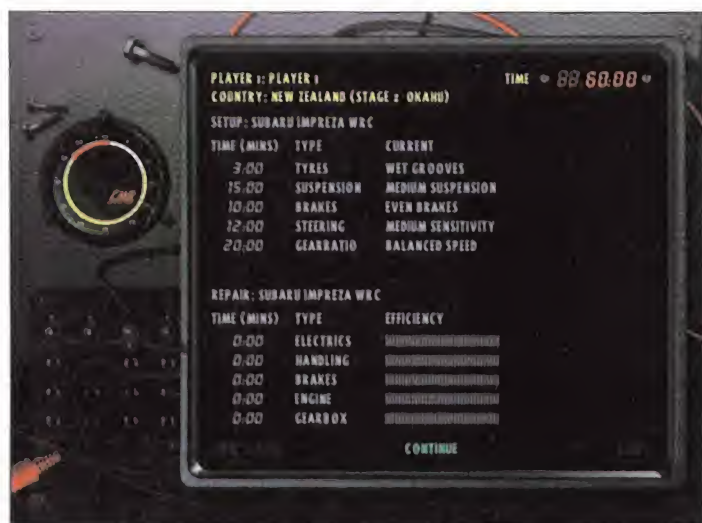 PLAYER 1: PLAYER 1 TIME 60:00
COUNTRY: NEW ZEALAND (STAGE 2 OKAHU)
SETUP: SUBARU IMPREZA WRC
TIME (MINS) TYPE CURRENT
3:00 TYRES WET GROOVES
15:00 SUSPENSION MEDIUM SUSPENSION
10:00 BRAKES EVEN BRAKES
12:00 STEERING MEDIUM SENSITIVITY
20:00 GEARRATIO BALANCED SPEED
REPAIR: SUBARU IMPREZA WRC
TIME (MINS) TYPE EFFICIENCY
0:00 ELECTRICS
0:00 HANDLING
0:00 BRAKES
0:00 ENGINE
0:00 GEARBOX
CONTINUE